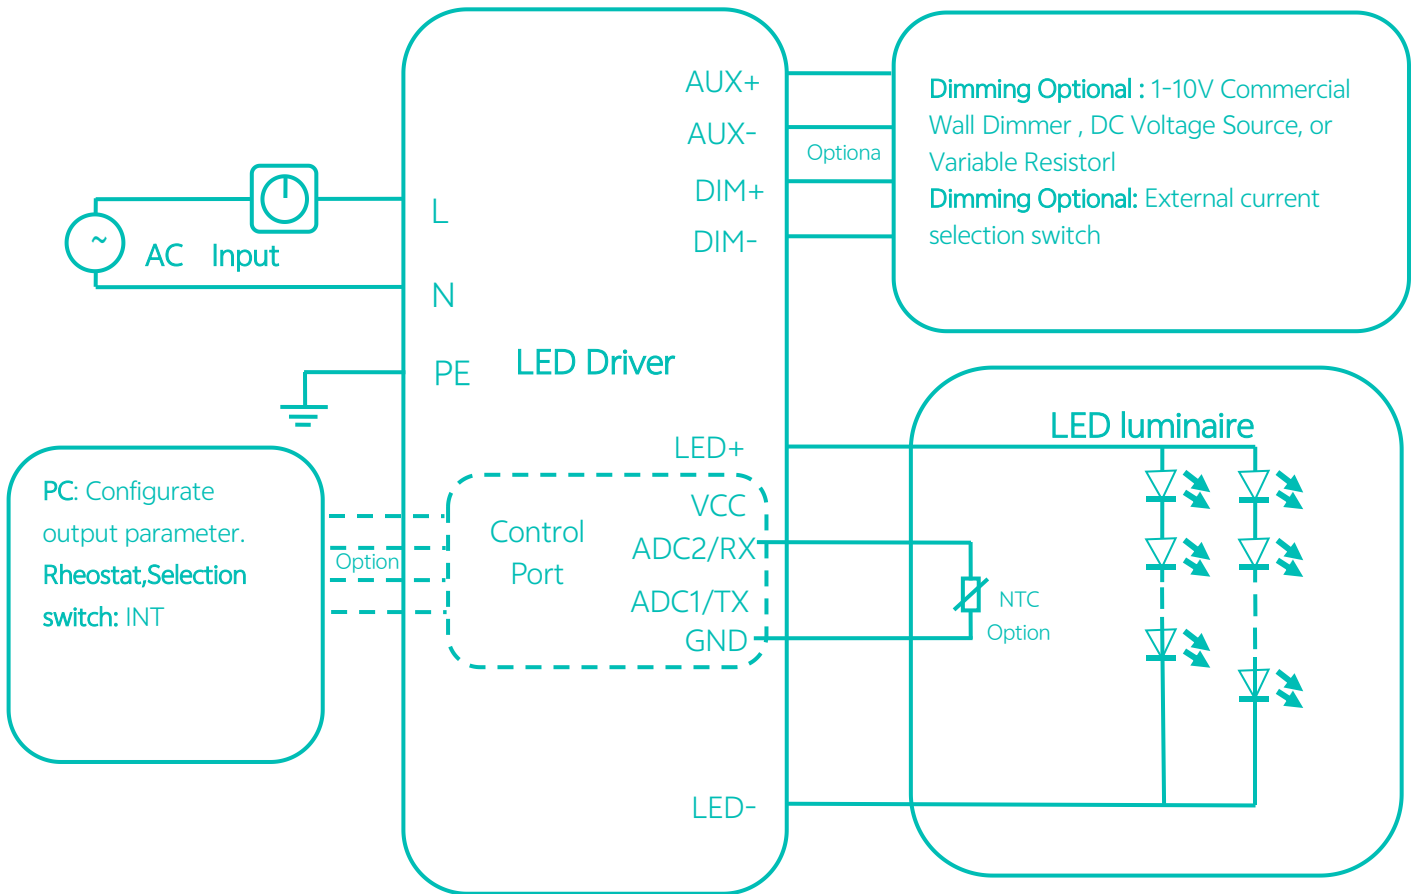 AUX+
AUX-
Optiona
DIM+
DIM-
Dimming Optional : 1-10V Commercial
Wall Dimmer , DC Voltage Source, or
Variable Resistorl
Dimming Optional: External current
selection switch
~
AC Input
L
N
PE
LED Driver
LED luminaire
LED+
PC: Configurate
output parameter.
Rheostat,Selection
switch: INT
Option
Control
Port
VCC
ADC2/RX
ADC1/TX
GND
NTC
Option
LED-